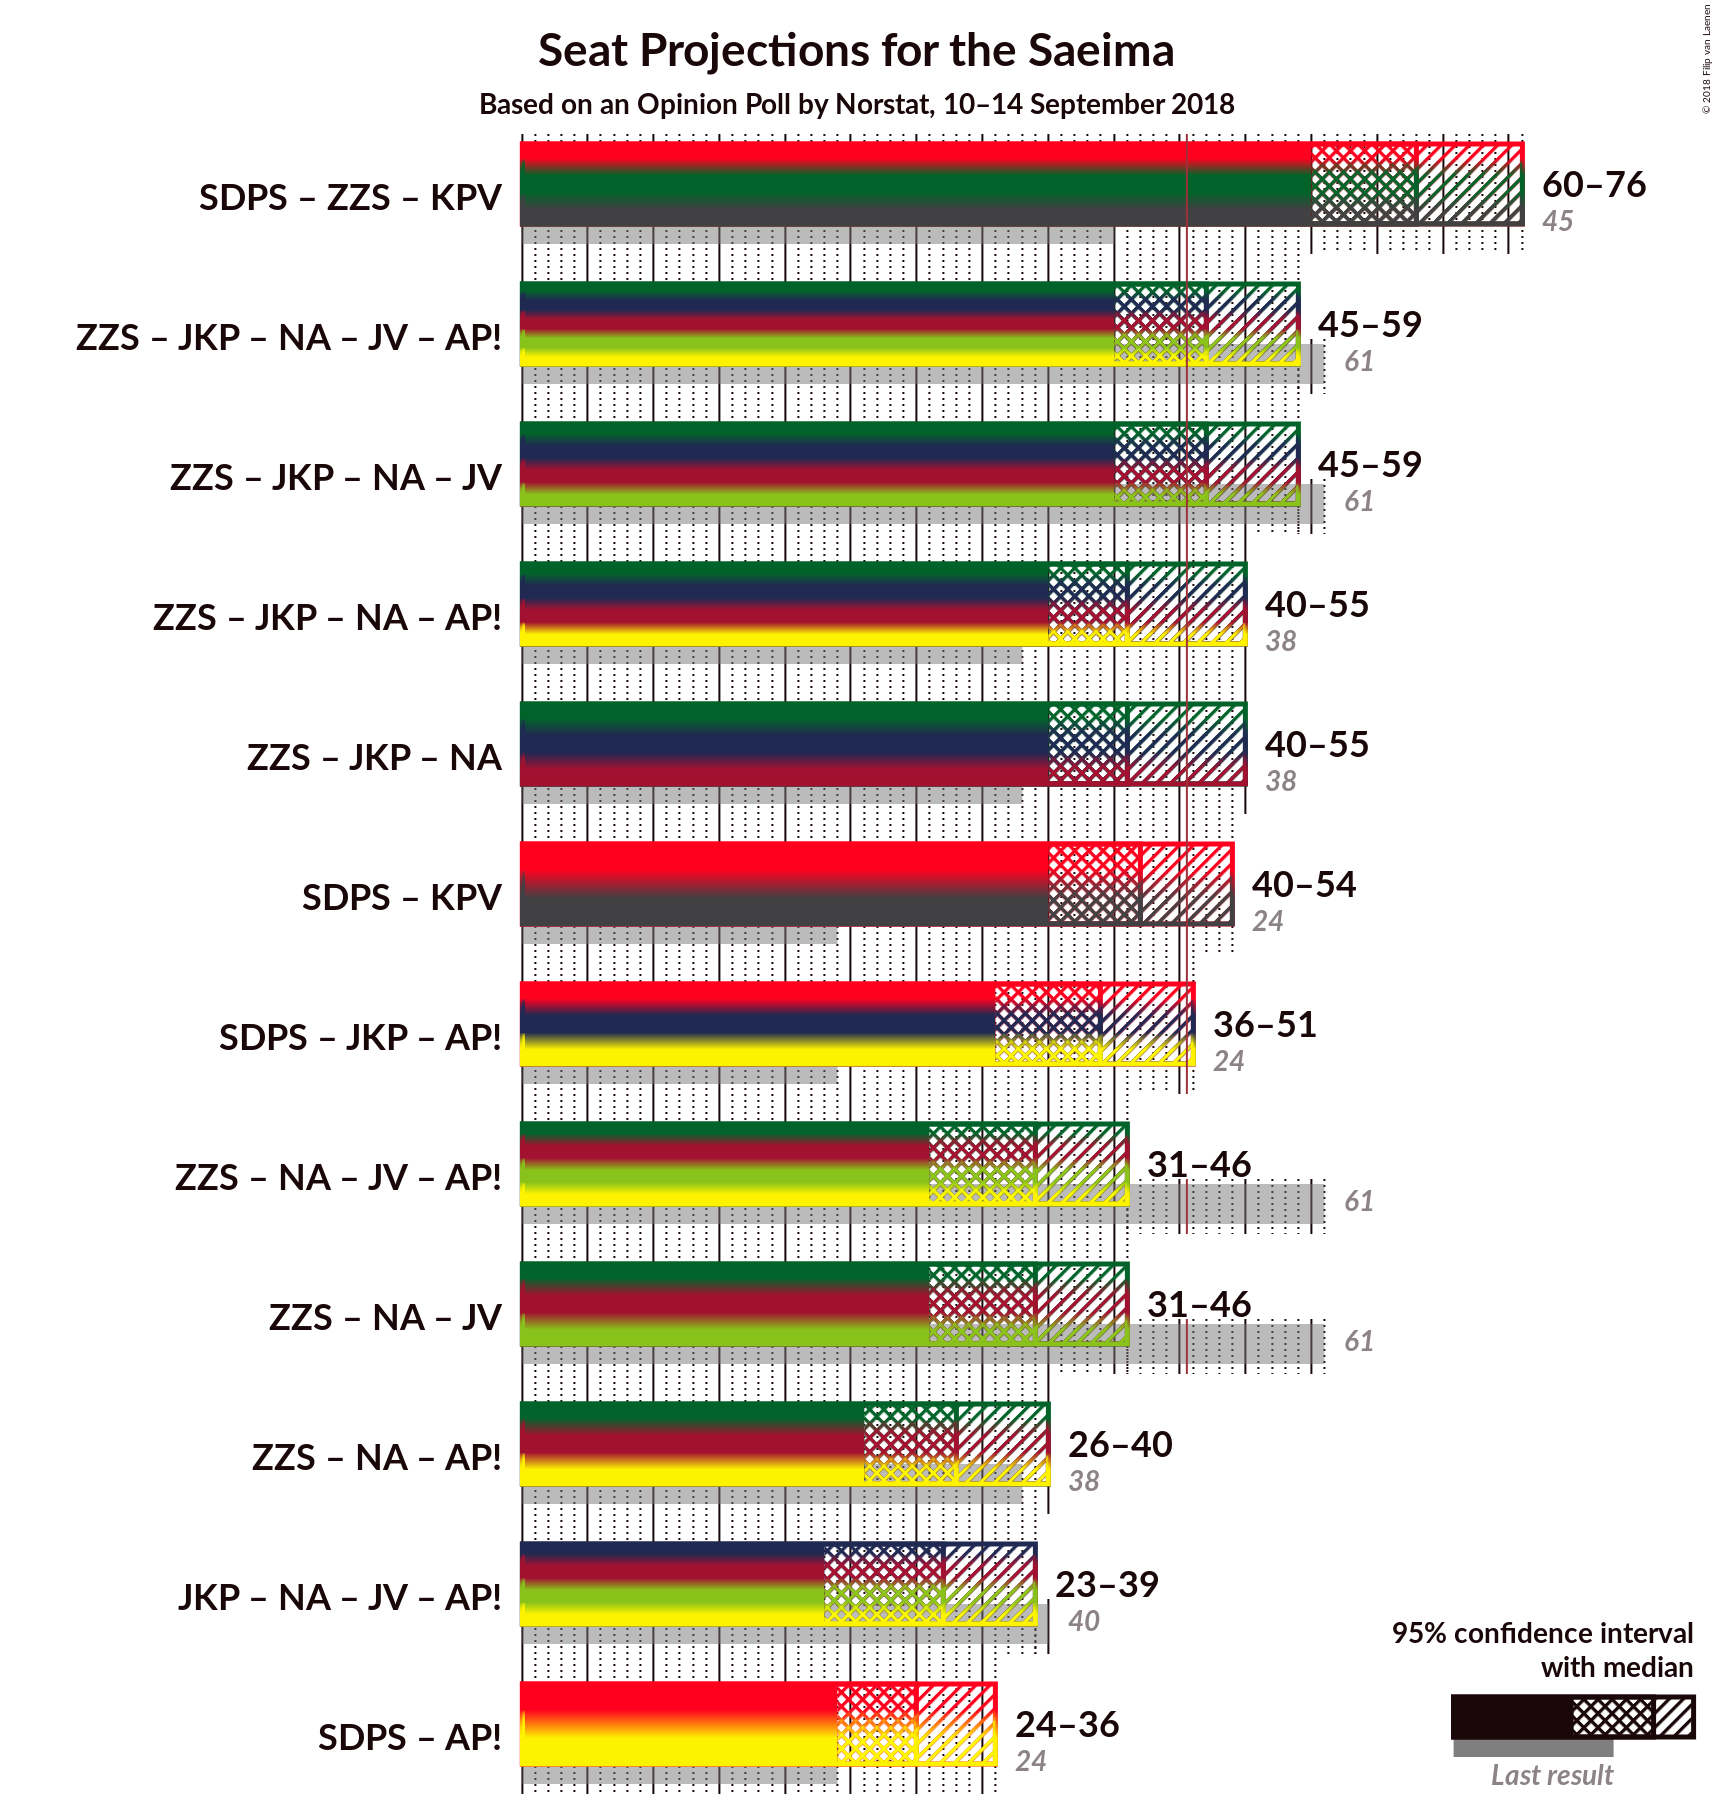 Seat Projections for the Saeima
Based on an Opinion Poll by Norstat, 10–14 September 2018
© 2018 Filip van Laenen
SDPS – ZZS – KPV
60–76
45
ZZS – JKP – NA – JV – AP!
45–59
61
ZZS – JKP – NA – JV
45–59
61
ZZS – JKP – NA – AP!
40–55
38
ZZS – JKP – NA
40–55
38
SDPS – KPV
40–54
24
SDPS – JKP – AP!
36–51
24
ZZS – NA – JV – AP!
31–46
61
ZZS – NA – JV
31–46
61
ZZS – NA – AP!
26–40
38
JKP – NA – JV – AP!
23–39
40
SDPS – AP!
24–36
24
95% confidence interval
with median
Last result